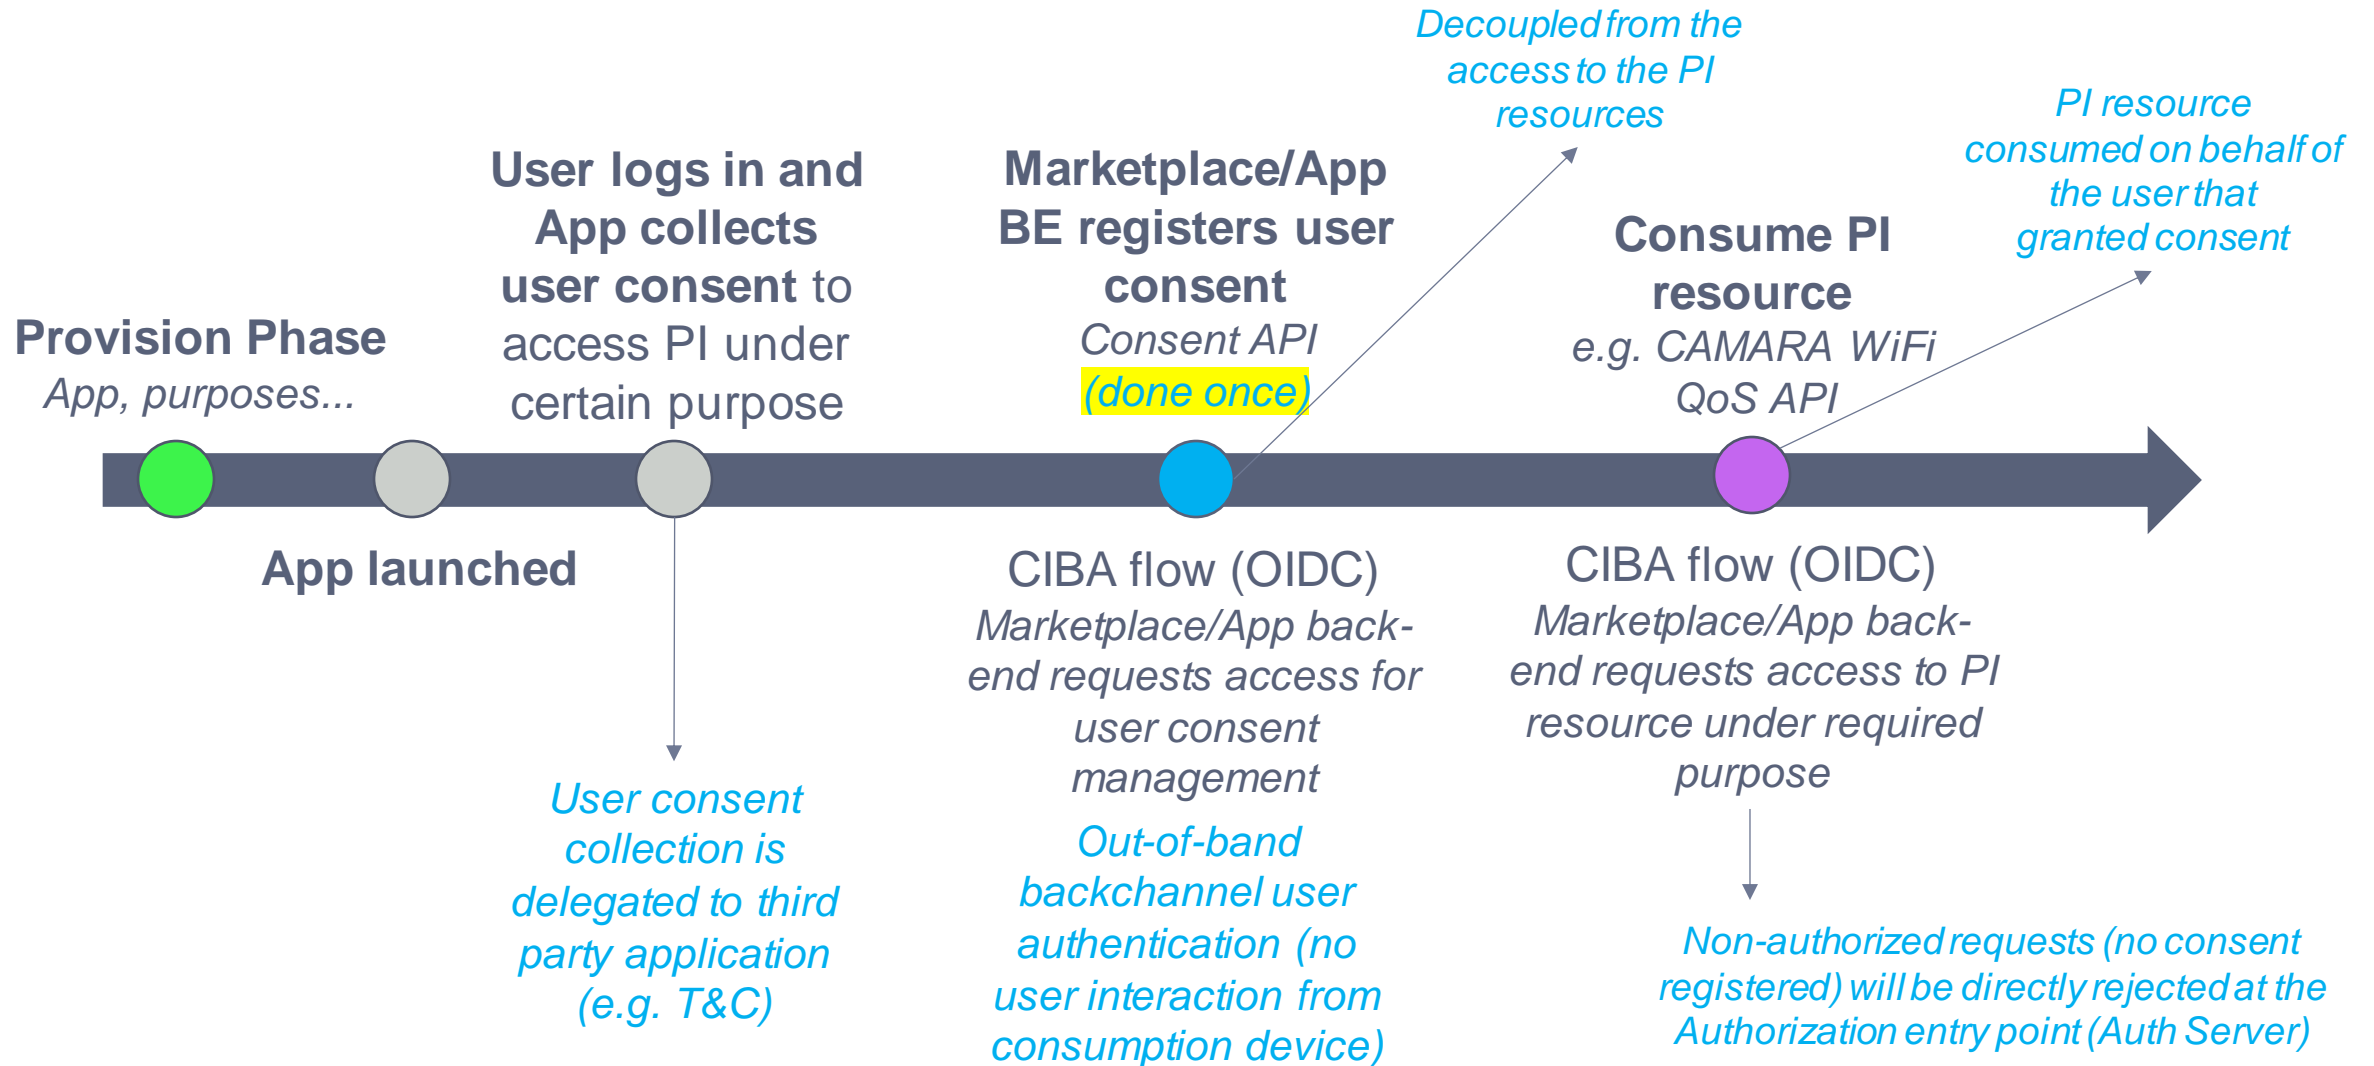 Decoupled from the
access to the PI
resources
PI resource
consumed on behalf of
the user that
granted consent
Provision Phase
App, purposes...
App launched
User logs in and
App collects
user consent to
access PI under
certain purpose
User consent
collection is
delegated to third
party application
(e.g. T&C)
Marketplace/App
BE registers user
consent
Consent API
(done once)
CIBA flow (OIDC)
Marketplace/App back-
end requests access for
user consent
management
Out-of-band
backchannel user
authentication (no
user interaction from
consumption device)
Consume PI
resource
e.g. CAMARA WiFi
QoS API
CIBA flow (OIDC)
Marketplace/App back-
end requests access to PI
resource under required
purpose
Non-authorized requests (no consent
registered) will be directly rejected at the
Authorization entry point (Auth Server)